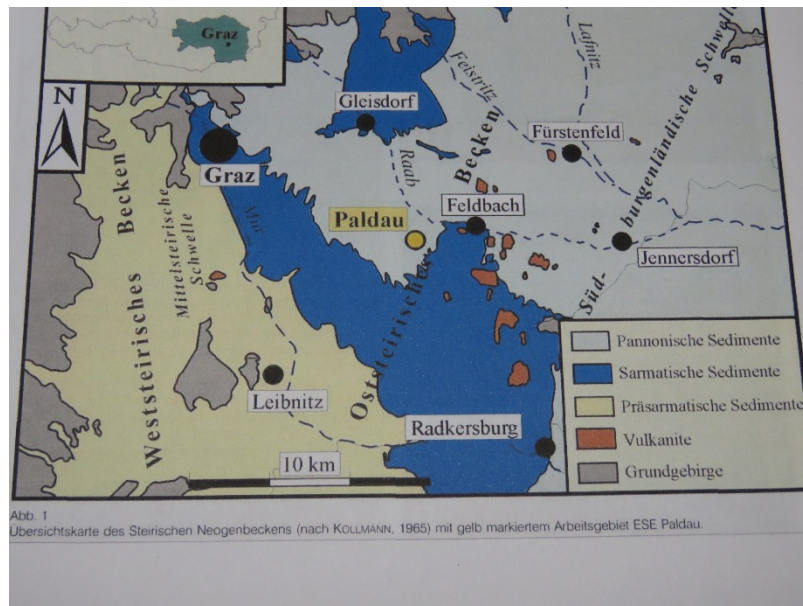 Graz
N
Gleisdorf
Feistritz
Lafnitz
Fürstenfeld
Graz
Raab
Becken
Mur
Paldau
Feldbach
Jennersdorf
Süd-
burgenländische Schwelle
Weststeirisches Becken
Mittelsteirische
Schwelle
Oststeirisches
Leibnitz
Radkersburg
10 km
Pannonische Sedimente
Sarmatische Sedimente
Präsarmatische Sedimente
Vulkanite
Grundgebirge
Abb. 1
Übersichtskarte des Steirischen Neogenbeckens (nach KOLLMANN, 1965) mit gelb markiertem Arbeitsgebiet ESE Paldau.